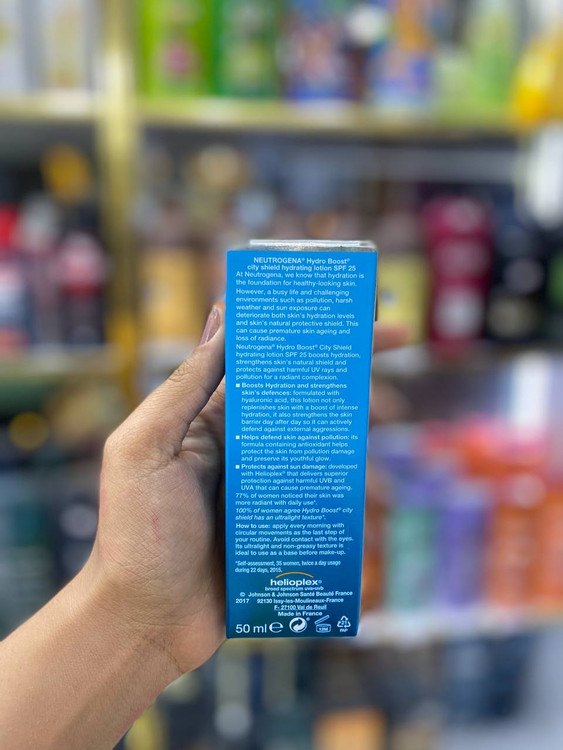 NEUTROGENA® Hydro Boost®
city shield hydrating lotion SPF 25
At Neutrogena, we know that hydration is
the foundation for healthy-looking skin.
However, a busy life and challenging
environments such as pollution, harsh
weather and sun exposure can
deteriorate both skin's hydration levels
and skin's natural protective shield. This
can cause premature skin ageing and
loss of radiance.
Neutrogena® Hydro Boost® City Shield
hydrating lotion SPF 25 boosts hydration,
strengthens skin's natural shield and
protects against harmful UV rays and
pollution for a radiant complexion.
■ Boosts Hydration and strengthens
skin's defences: formulated with
hyaluronic acid, this lotion not only
replenishes skin with a boost of intense
hydration, it also strengthens the skin
barrier day after day so it can actively
defend against external aggressions.
■ Helps defend skin against pollution: its
formula containing antioxidant helps
protect the skin from pollution damage
and preserve its youthful glow.
■ Protects against sun damage: developed
with Helioplex® that delivers superior
protection against harmful UVB and
UVA that can cause premature ageing.
77% of women noticed their skin was
more radiant with daily use*.
100% of women agree Hydro Boost® city
shield has an ultralight texture*.
How to use: apply every morning with
circular movements as the last step of
your routine. Avoid contact with the eyes.
Its ultralight and non-greasy texture is
ideal to use as a base before make-up.
*Self-assessment, 35 women, twice a day usage
during 22 days, 2015.
helioplex®
broad spectrum uva-uvb
© Johnson & Johnson Santé Beauté France
2017 92130 Issy-les-Moulineaux-France
F- 27100 Val de Reuil
Made in France
50 ml ℮ 12M PAP